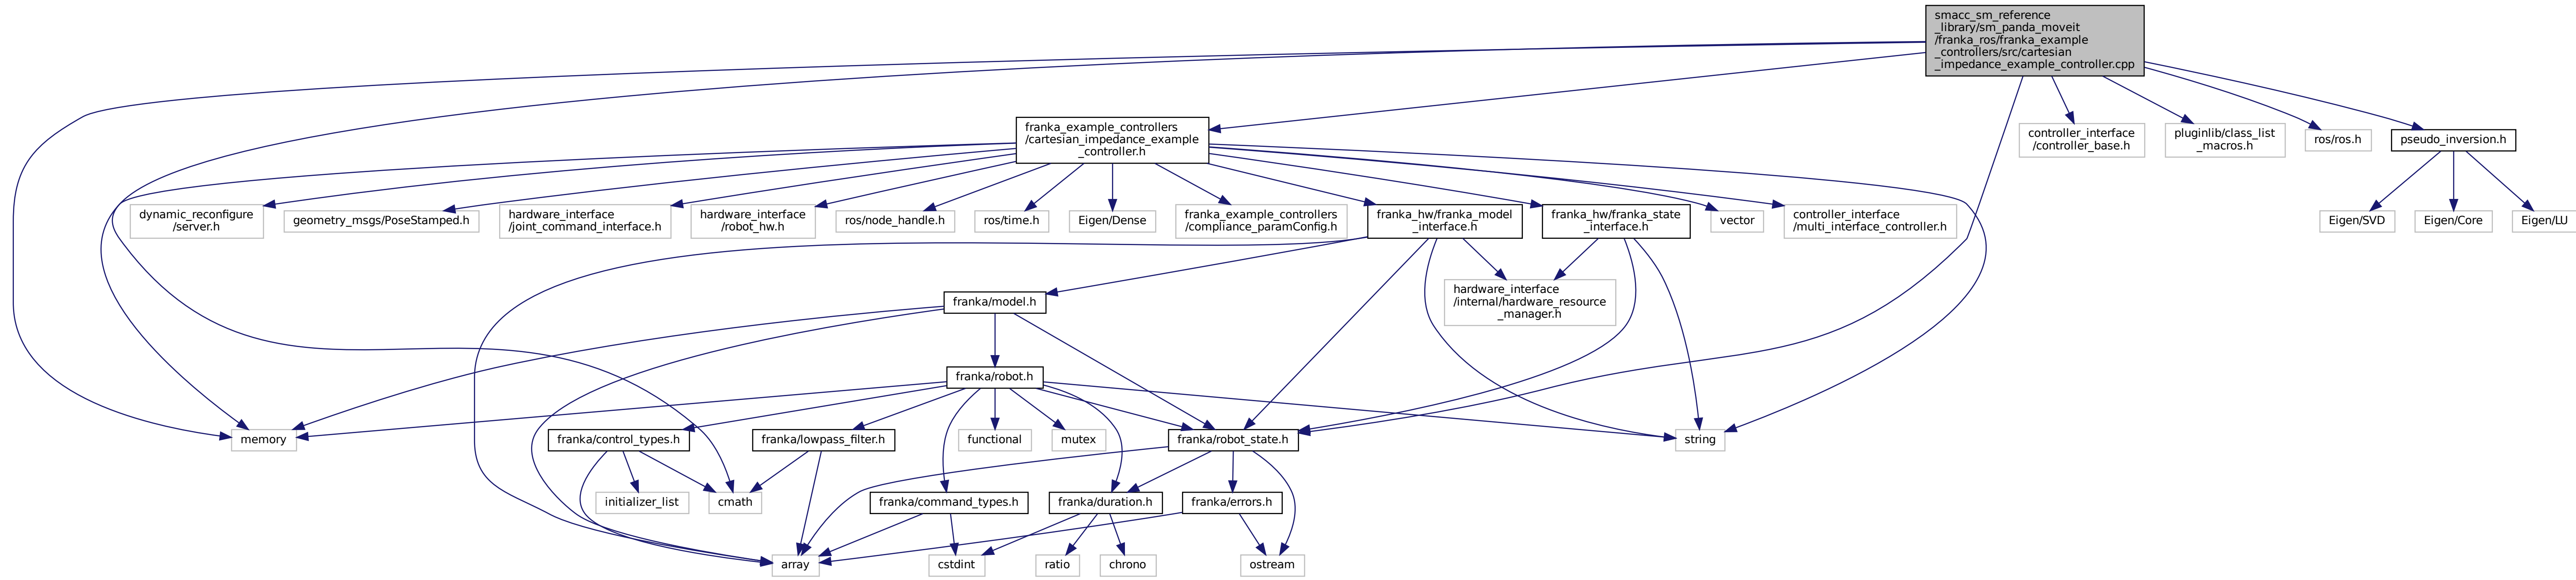 smacc_sm_reference
_library/sm_panda_moveit
/franka_ros/franka_example
_controllers/src/cartesian
_impedance_example_controller.cpp
franka_example_controllers
/cartesian_impedance_example
_controller.h
controller_interface
/controller_base.h
pluginlib/class_list
_macros.h
ros/ros.h
pseudo_inversion.h
dynamic_reconfigure
/server.h
geometry_msgs/PoseStamped.h
hardware_interface
/joint_command_interface.h
hardware_interface
/robot_hw.h
ros/node_handle.h
ros/time.h
Eigen/Dense
franka_example_controllers
/compliance_paramConfig.h
franka_hw/franka_model
_interface.h
franka_hw/franka_state
_interface.h
vector
controller_interface
/multi_interface_controller.h
Eigen/SVD
Eigen/Core
Eigen/LU
franka/model.h
hardware_interface
/internal/hardware_resource
_manager.h
franka/robot.h
memory
franka/control_types.h
franka/lowpass_filter.h
functional
mutex
franka/robot_state.h
string
initializer_list
cmath
franka/command_types.h
franka/duration.h
franka/errors.h
array
cstdint
ratio
chrono
ostream